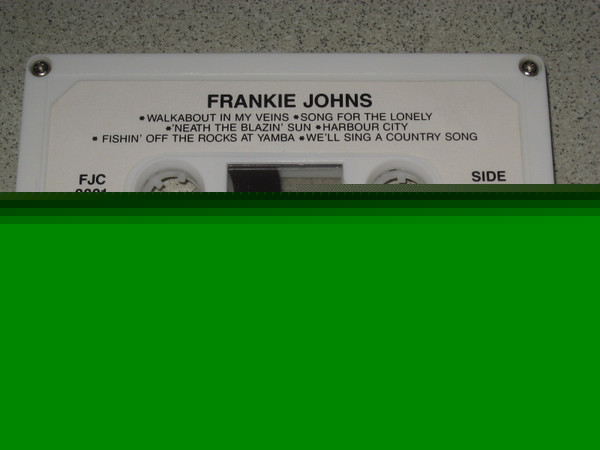 FRANKIE JOHNS
•WALKABOUT IN MY VEINS •SONG FOR THE LONELY
•'NEATH THE BLAZIN' SUN •HARBOUR CITY
• FISHIN' OFF THE ROCKS AT YAMBA •WE'LL SING A COUNTRY SONG
FJC SIDE